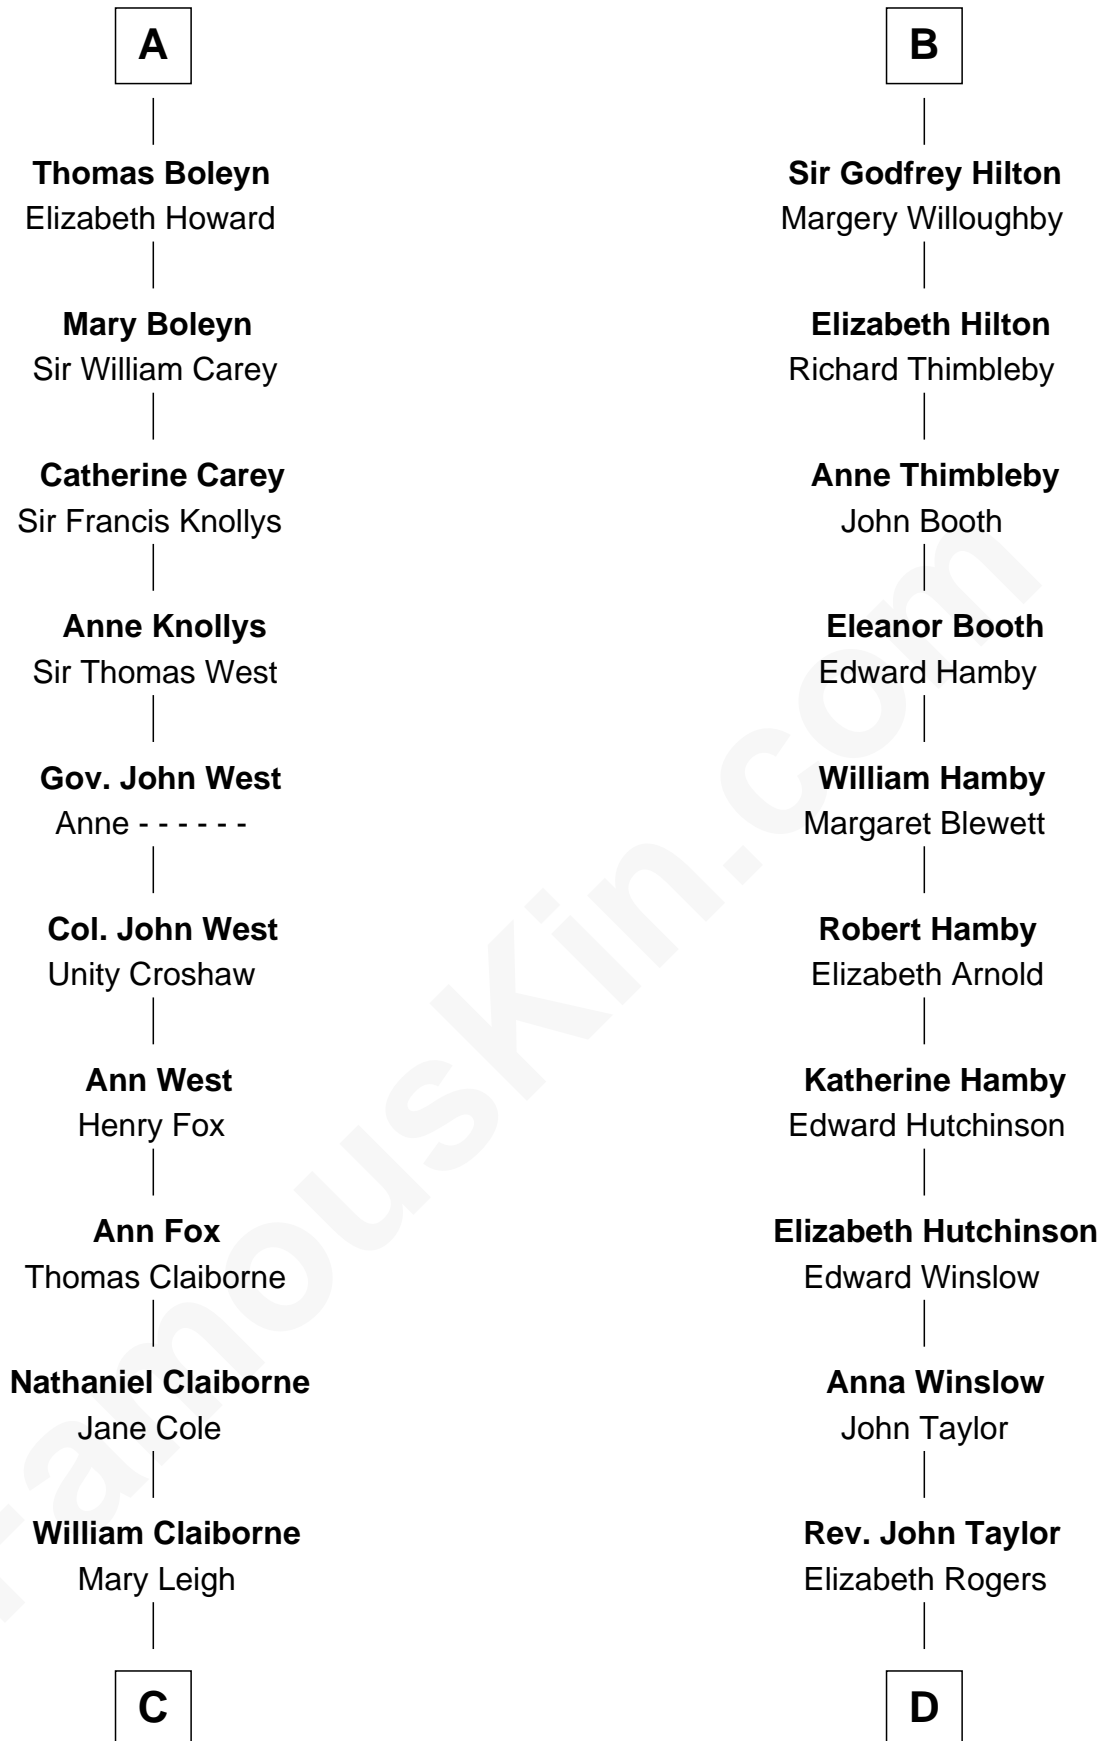 A
Thomas Boleyn
Elizabeth Howard
Mary Boleyn
Sir William Carey
Catherine Carey
Sir Francis Knollys
Anne Knollys
Sir Thomas West
Gov. John West
Anne - - - - - -
Col. John West
Unity Croshaw
Ann West
Henry Fox
Ann Fox
Thomas Claiborne
Nathaniel Claiborne
Jane Cole
William Claiborne
Mary Leigh
C
B
Sir Godfrey Hilton
Margery Willoughby
Elizabeth Hilton
Richard Thimbleby
Anne Thimbleby
John Booth
Eleanor Booth
Edward Hamby
William Hamby
Margaret Blewett
Robert Hamby
Elizabeth Arnold
Katherine Hamby
Edward Hutchinson
Elizabeth Hutchinson
Edward Winslow
Anna Winslow
John Taylor
Rev. John Taylor
Elizabeth Rogers
D
FamousKin.com